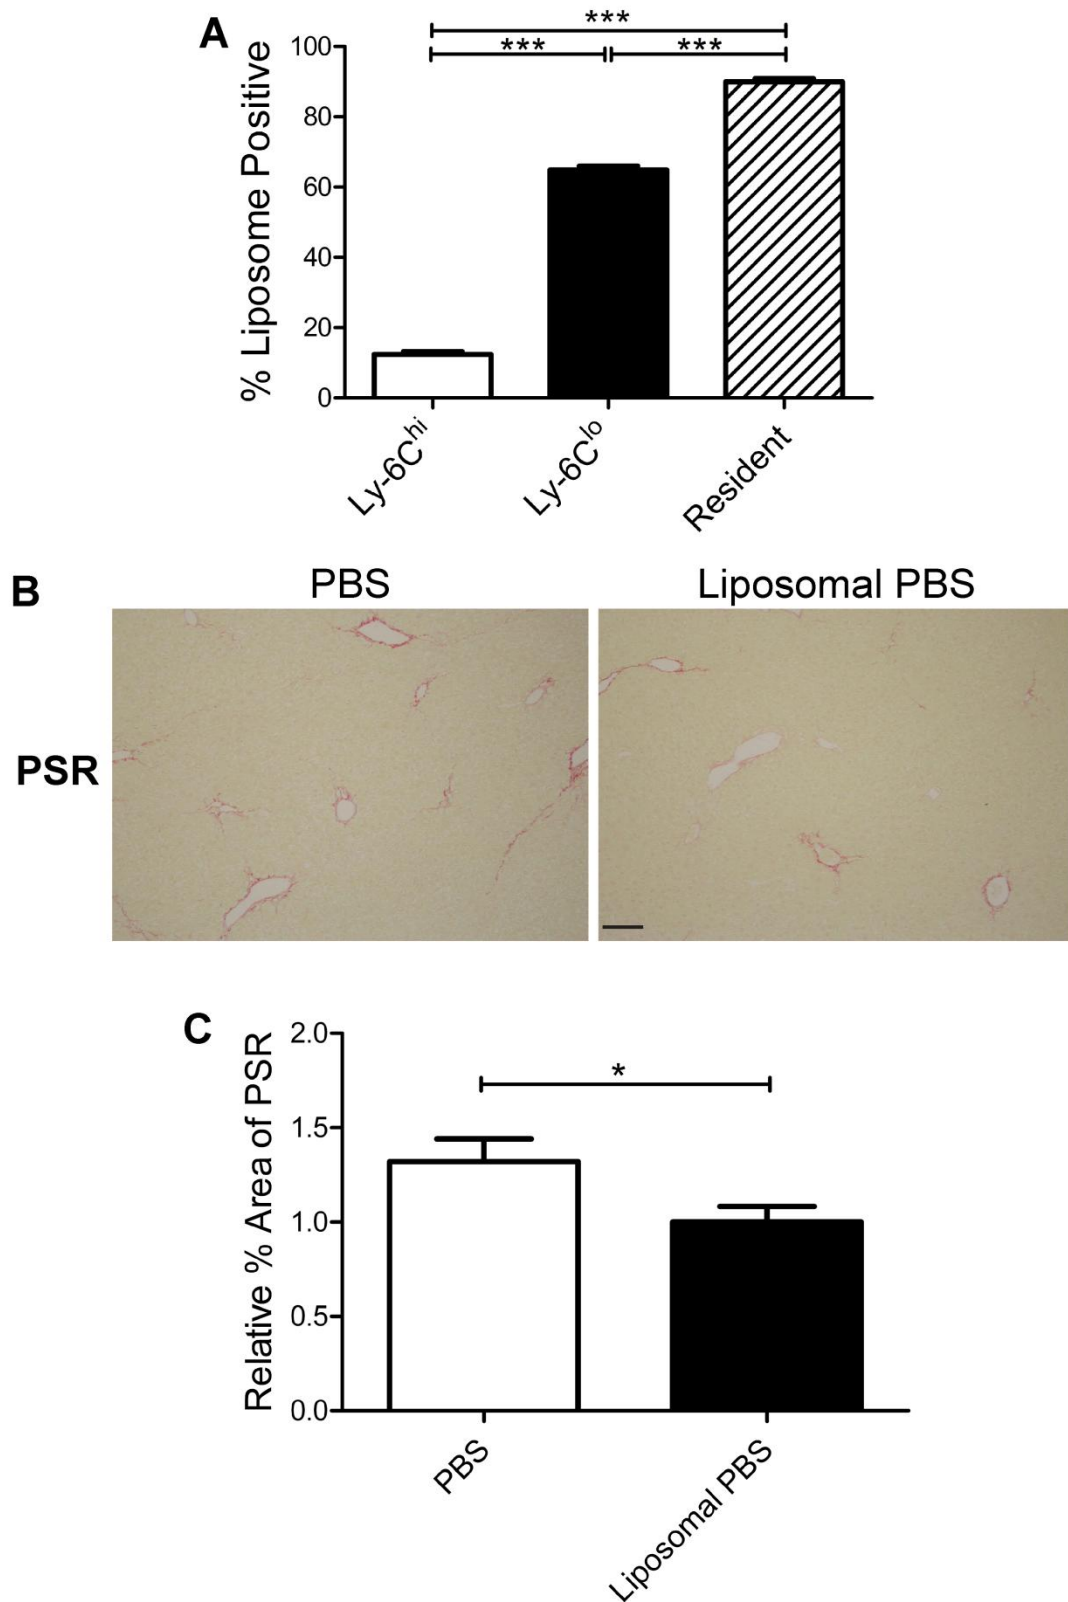 A
***
*** ***
% Liposome Positive
100
80
60
40
20
0
Ly-6Chi
Ly-6Clo
Resident
B
PBS
Liposomal PBS
PSR
C
Relative % Area of PSR
2.0
1.5
1.0
0.5
0.0
*
PBS
Liposomal PBS